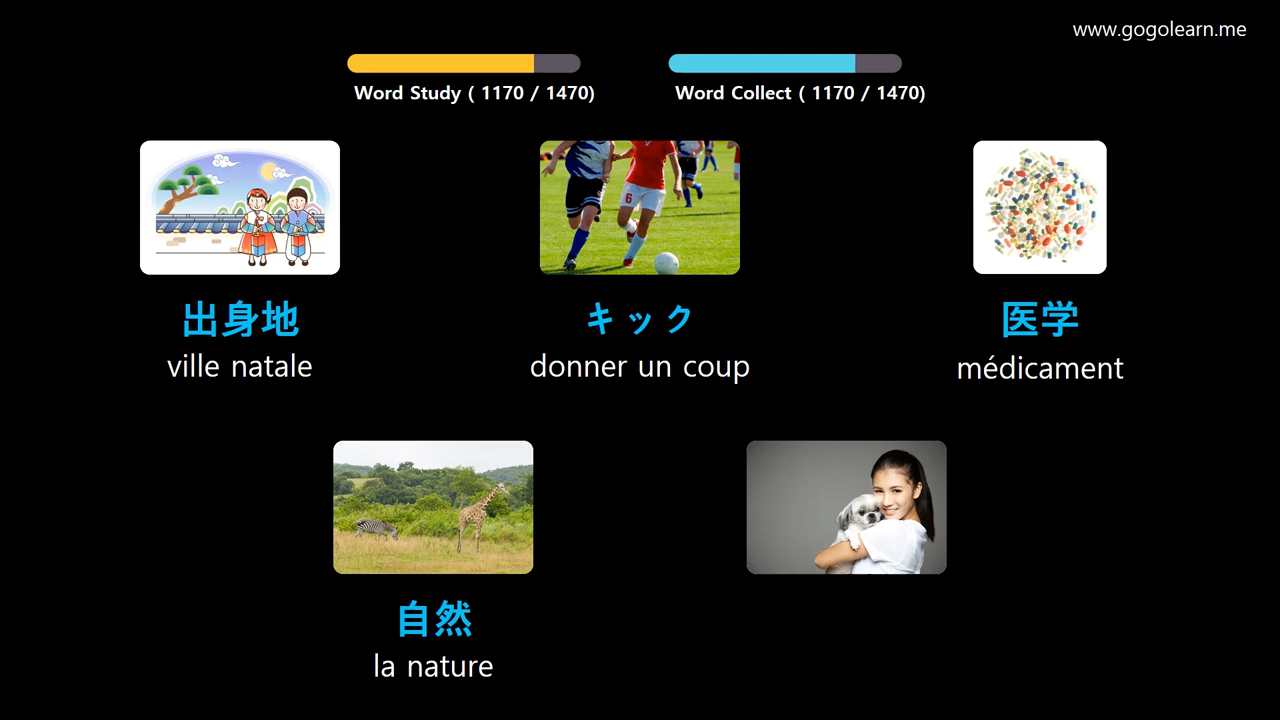 www.gogolearn.me
Word Study ( 1170 / 1470)
Word Collect ( 1170 / 1470)
出身地
ville natale
キック
donner un coup
医学
médicament
自然
la nature